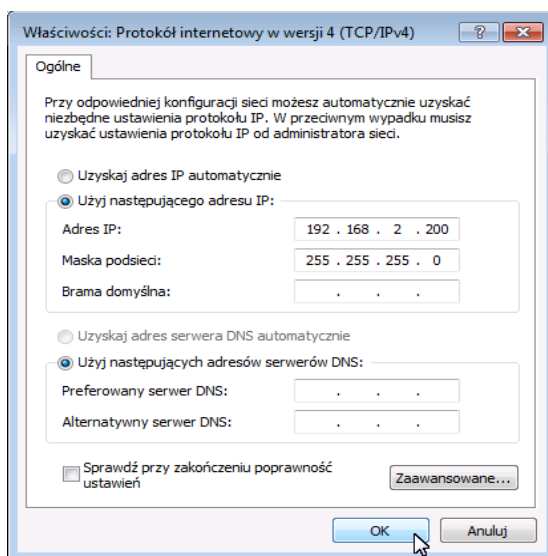 Właściwości: Protokół internetowy w wersji 4 (TCP/IPv4)
Ogólne
Przy odpowiedniej konfiguracji sieci możesz automatycznie uzyskać
niezbędne ustawienia protokołu IP. W przeciwnym wypadku musisz
uzyskać ustawienia protokołu IP od administratora sieci.
Uzyskaj adres IP automatycznie
Użyj następującego adresu IP:
Adres IP: 192 . 168 . 2 . 200
Maska podsieci: 255 . 255 . 255 . 0
Brama domyślna: . . .
Uzyskaj adres serwera DNS automatycznie
Użyj następujących adresów serwerów DNS:
Preferowany serwer DNS: . . .
Alternatywny serwer DNS: . . .
Sprawdź przy zakończeniu poprawność
ustawień
Zaawansowane...
OK Anuluj